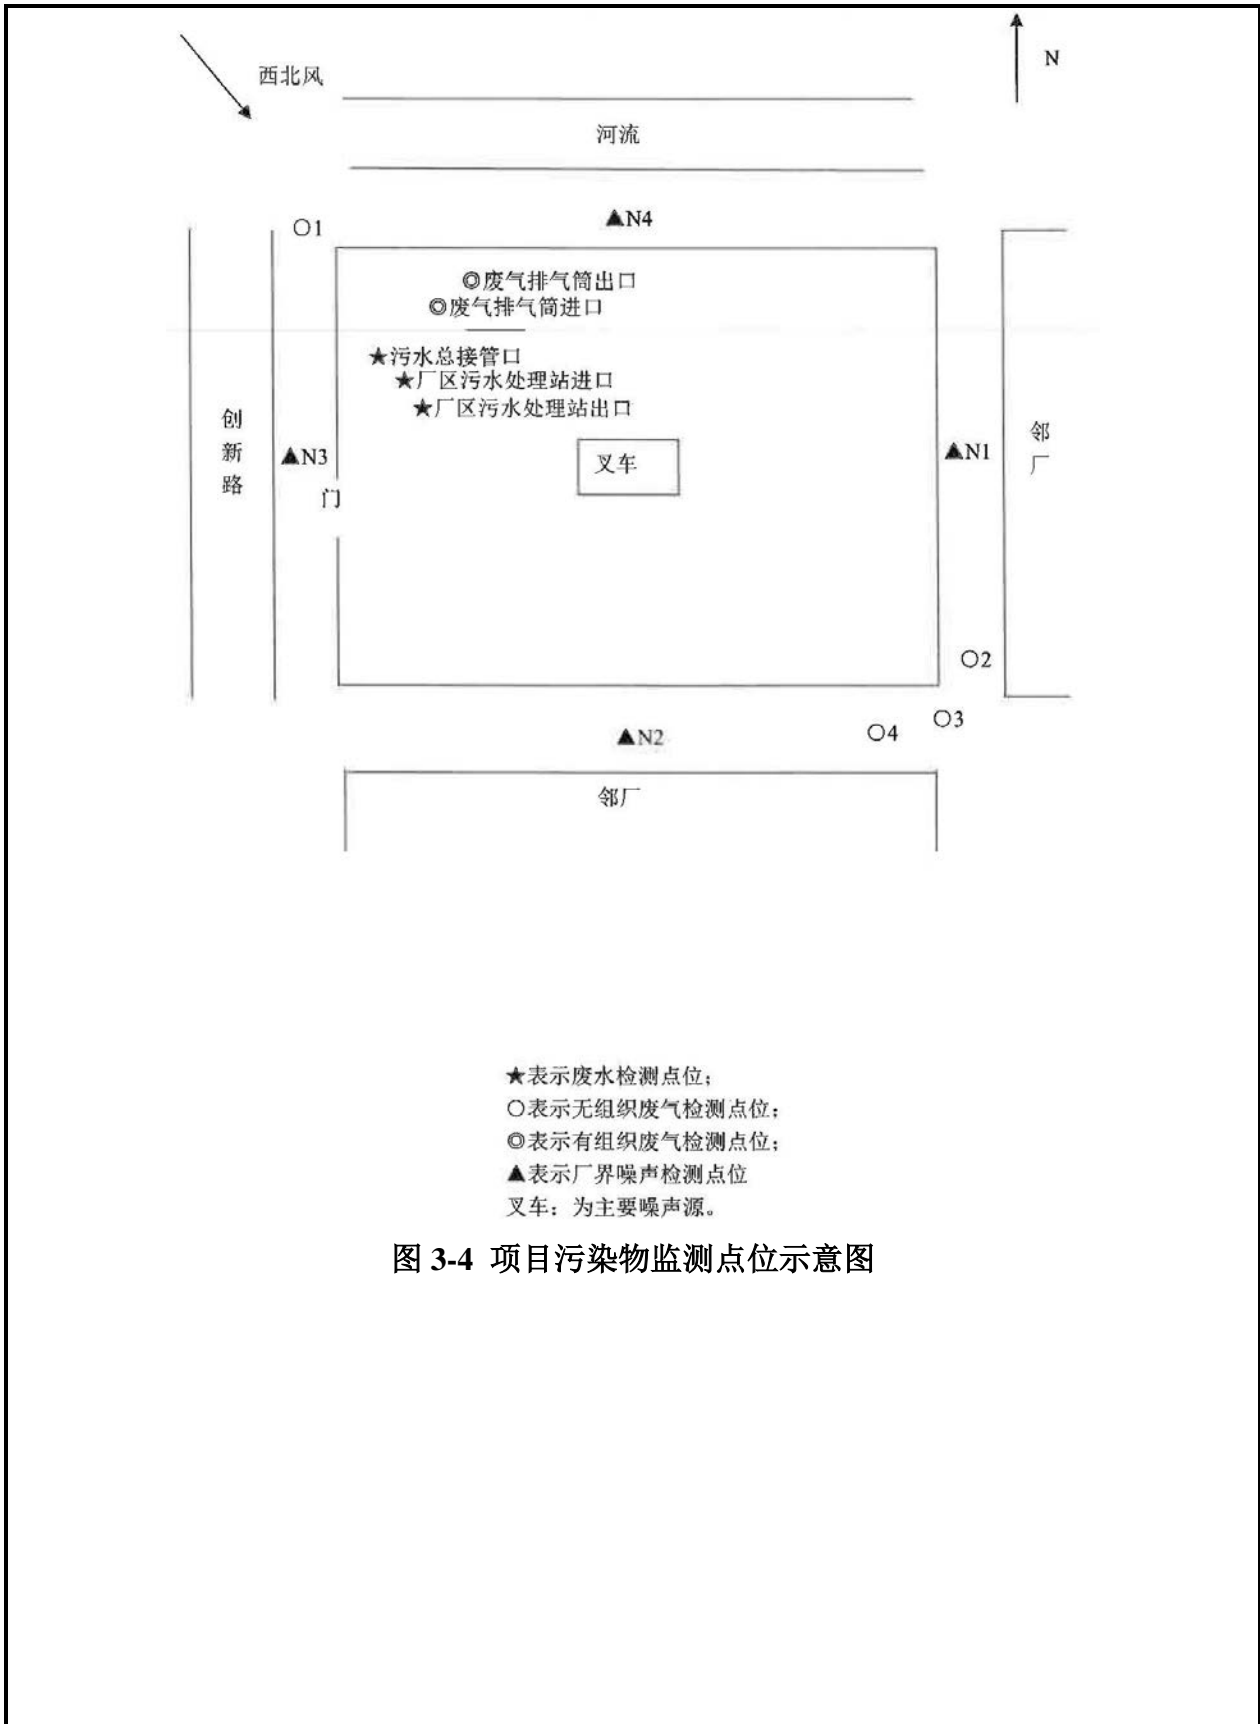 西北风
N
河流
○1
▲N4
◎废气排气筒出口
◎废气排气筒进口
★污水总接管口
★厂区污水处理站进口
★厂区污水处理站出口
创新路
▲N3
门
叉车
▲N1
邻厂
○2
○3
○4
▲N2
邻厂
★表示废水检测点位；
○表示无组织废气检测点位；
◎表示有组织废气检测点位；
▲表示厂界噪声检测点位
叉车：为主要噪声源。
图 3-4 项目污染物监测点位示意图